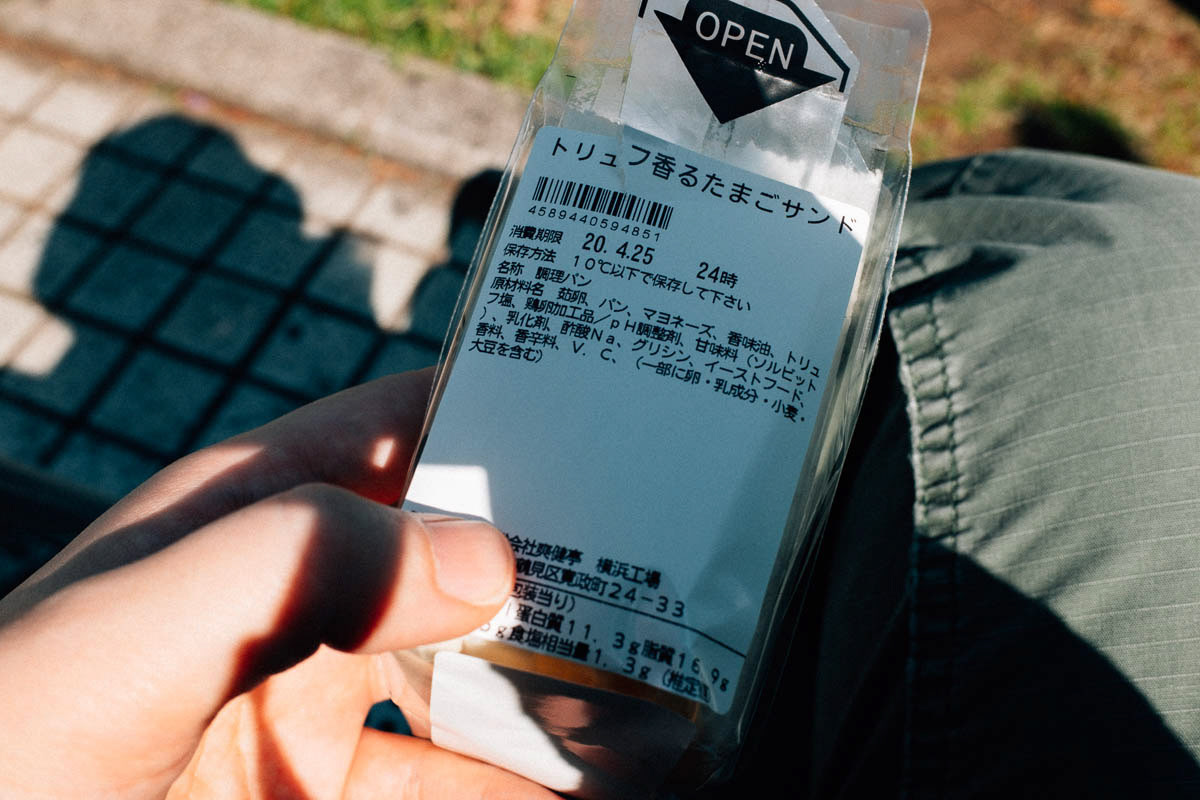 OPEN
トリュフ香るたまごサンド
4589440594851
消費期限 20.4.25 24時
保存方法 10℃以下で保存して下さい
名称 調理パン
原材料名 茹卵、パン、マヨネーズ、香味油、トリュ
フ塩、鶏卵加工品/pH調整剤、甘味料(ソルビット
)、乳化剤、酢酸Na、グリシン、イーストフード、
香料、香辛料、V.C、(一部に卵・乳成分・小麦・
大豆を含む)
会社爽健亭 横浜工場
鶴見区寛政町24-33
包装当り)
蛋白質11.3g脂質16.9g
g食塩相当量1.3g(推定値